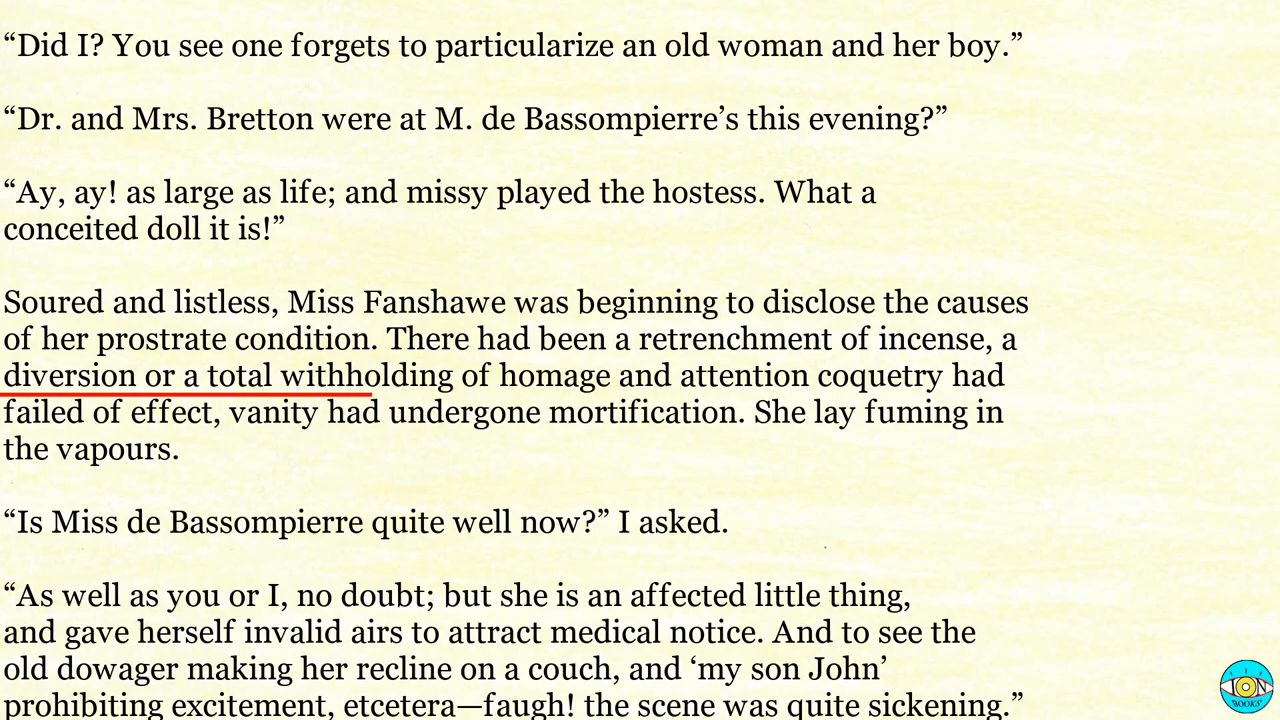 “Did I? You see one forgets to particularize an old woman and her boy.”
“Dr. and Mrs. Bretton were at M. de Bassompierre’s this evening?”
“Ay, ay! as large as life; and missy played the hostess. What a
conceited doll it is!”
Soured and listless, Miss Fanshawe was beginning to disclose the causes
of her prostrate condition. There had been a retrenchment of incense, a
diversion or a total withholding of homage and attention coquetry had
failed of effect, vanity had undergone mortification. She lay fuming in
the vapours.
“Is Miss de Bassompierre quite well now?” I asked.
“As well as you or I, no doubt; but she is an affected little thing,
and gave herself invalid airs to attract medical notice. And to see the
old dowager making her recline on a couch, and ‘my son John’
prohibiting excitement, etcetera—faugh! the scene was quite sickening.”
ION
BOOKS